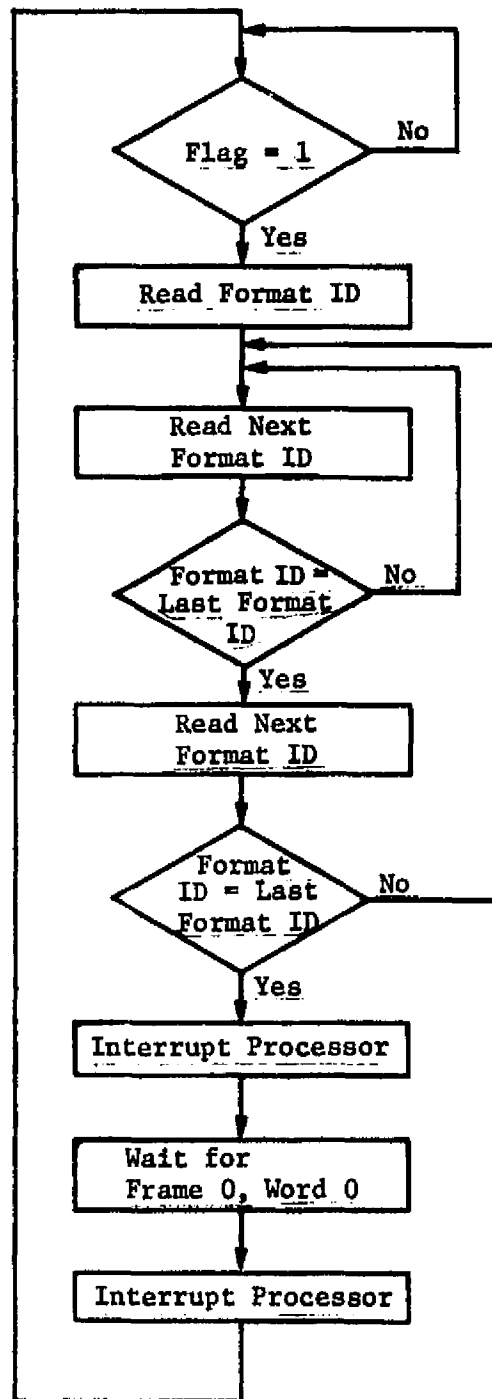 No
Flag = 1
Yes
Read Format ID
Read Next
Format ID
Format ID =
Last Format
ID
No
Yes
Read Next
Format ID
Format
ID = Last
Format ID
No
Yes
Interrupt Processor
Wait for
Frame 0, Word 0
Interrupt Processor